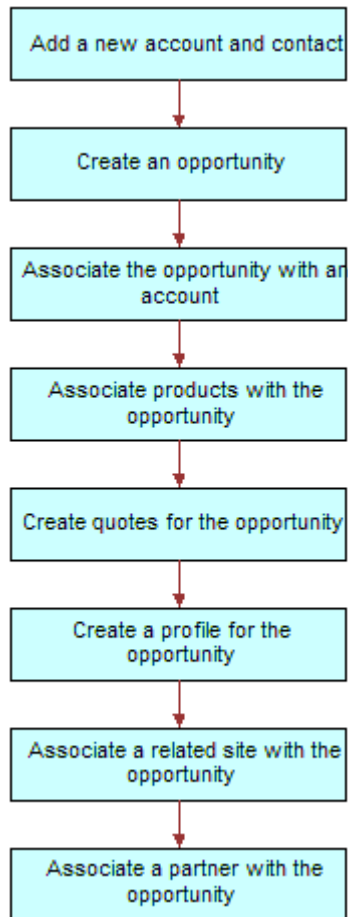 Add a new account and contact
Create an opportunity
Associate the opportunity with an
account
Associate products with the
opportunity
Create quotes for the opportunity
Create a profile for the
opportunity
Associate a related site with the
opportunity
Associate a partner with the
opportunity